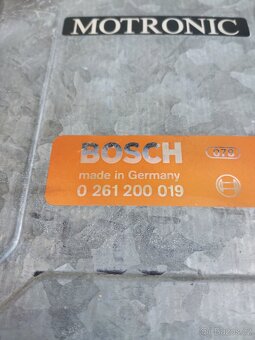 MOTRONIC
BOSCH
079
made in Germany
0 261 200 019